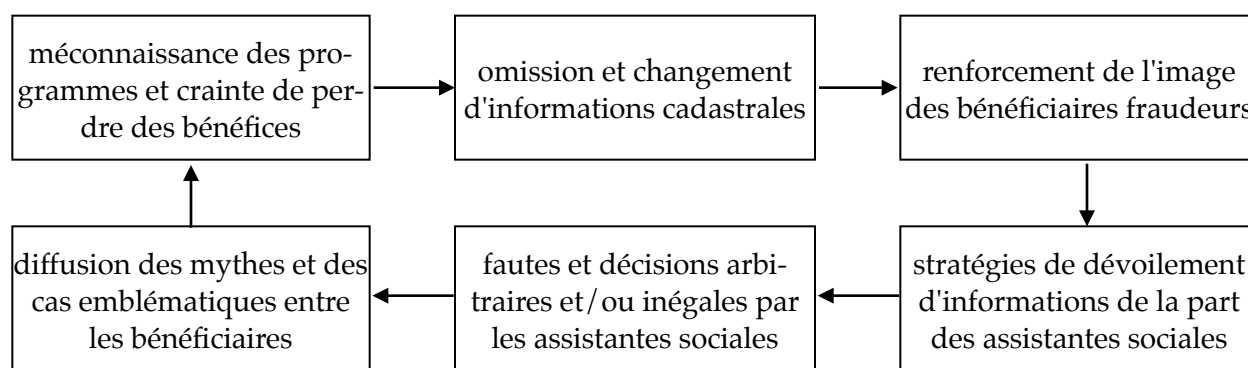 méconnaissance des pro-
grammes et crainte de per-
dre des bénéfices
omission et changement
d'informations cadastrales
renforcement de l'image
des bénéficiaires fraudeurs
diffusion des mythes et des
cas emblématiques entre
les bénéficiaires
fautes et décisions arbi-
traires et/ou inégales par
les assistantes sociales
stratégies de dévoilement
d'informations de la part
des assistantes sociales